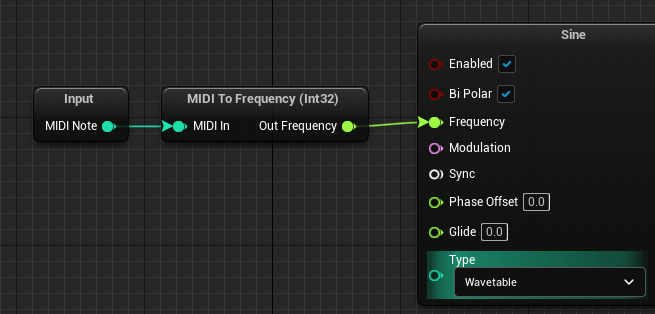 Sine
Enabled
Input
MIDI To Frequency (Int32)
Bi Polar
MIDI Note
MIDI In
Out Frequency
Frequency
Modulation
Sync
Phase Offset 0.0
Glide 0.0
Type
Wavetable